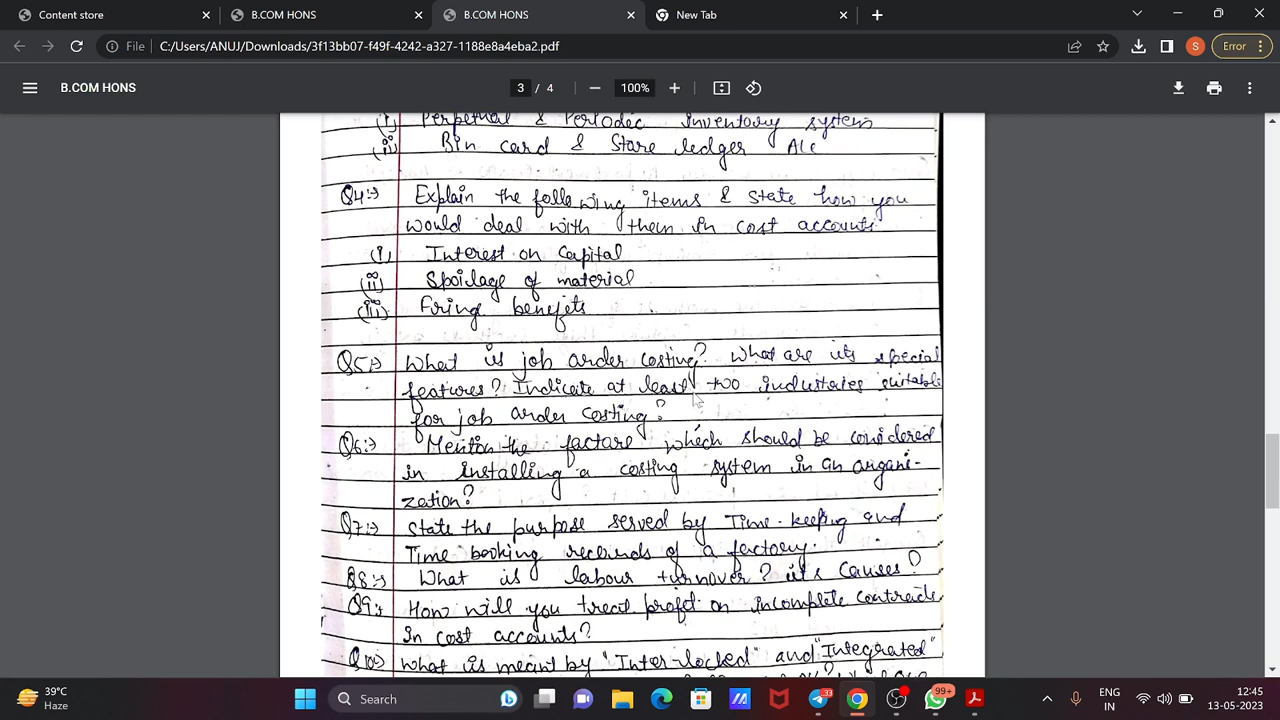 Content store
B.COM HONS
B.COM HONS
New Tab
File C:/Users/ANUJ/Downloads/3f13bb07-f49f-4242-a327-1188e8a4eba2.pdf
S Error
B.COM HONS
3 / 4
100%
(i) Perpetual & Periodic inventory system
(ii) Bin card & Store ledger A/c
Q4:-> Explain the following items & state how you
would deal with them in cost accounts
(i) Interest on capital
(ii) Spoilage of material
(iii) Fring benefits
Q5:-> What is job order costing? What are its special
features? Indicate at least two industries suitable
for job order costing?
Q6:-> Mention the factore which should be considered
in installing a costing system in an organi-
zation?
Q7:-> State the purpose served by Time-keeping and
Time booking records of a factory.
Q8:-> What is labour turnover? it's causes?
Q9:- How will you treat profit on incomplete contracts
In cost accounts?
Q10:- What is meant by "Inter-locked" and "Integrated"
39°C
Haze
Search
33
99+
ENG
IN
12:45
13-05-2023